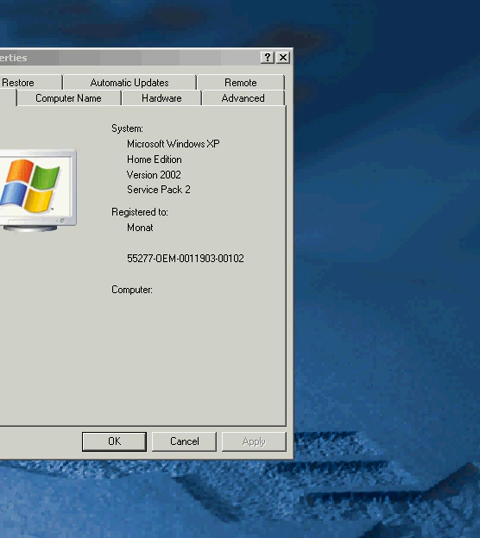 erties
Restore
Automatic Updates
Remote
Computer Name
Hardware
Advanced
System:
Microsoft Windows XP
Home Edition
Version 2002
Service Pack 2
Registered to:
Monat
55277-OEM-0011903-00102
Computer:
OK
Cancel
Apply